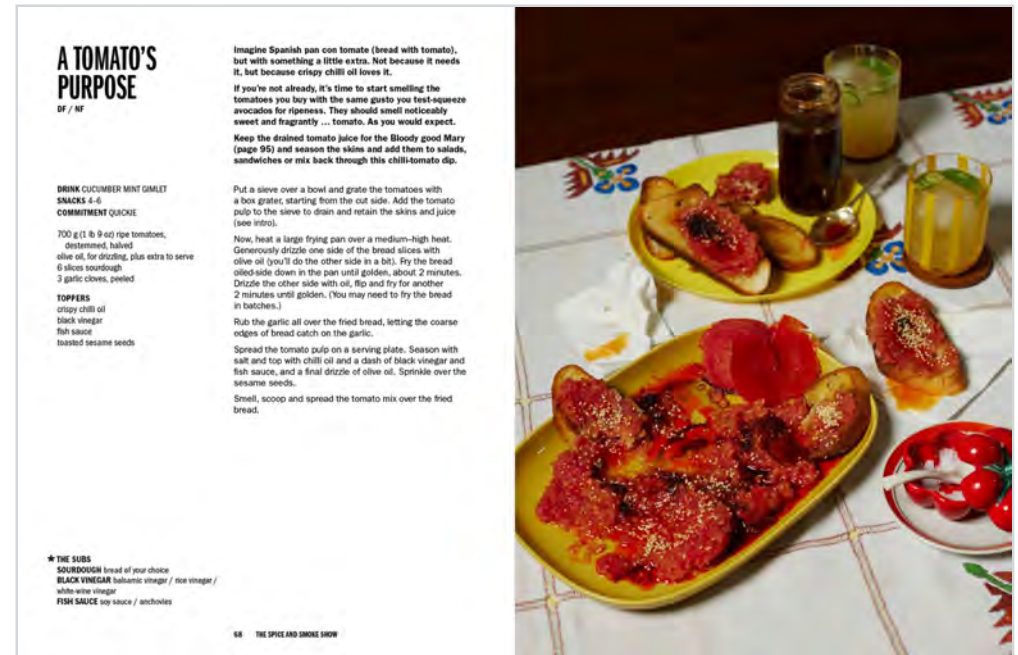 A TOMATO'S
PURPOSE
DF / NF
Imagine Spanish pan con tomate (bread with tomato),
but with something a little extra. Not because it needs
it, but because crispy chilli oil loves it.
If you're not already, it's time to start smelling the
tomatoes you buy with the same gusto you test-squeeze
avocados for ripeness. They should smell noticeably
sweet and fragrantly … tomato. As you would expect.
Keep the drained tomato juice for the Bloody good Mary
(page 95) and season the skins and add them to salads,
sandwiches or mix back through this chilli-tomato dip.
DRINK CUCUMBER MINT GIMLET
SNACKS 4–6
COMMITMENT QUICKIE
700 g (1 lb 9 oz) ripe tomatoes,
destemmed, halved
olive oil, for drizzling, plus extra to serve
6 slices sourdough
3 garlic cloves, peeled
TOPPERS
crispy chilli oil
black vinegar
fish sauce
toasted sesame seeds
Put a sieve over a bowl and grate the tomatoes with
a box grater, starting from the cut side. Add the tomato
pulp to the sieve to drain and retain the skins and juice
(see intro).
Now, heat a large frying pan over a medium–high heat.
Generously drizzle one side of the bread slices with
olive oil (you'll do the other side in a bit). Fry the bread
oiled-side down in the pan until golden, about 2 minutes.
Drizzle the other side with oil, flip and fry for another
2 minutes until golden. (You may need to fry the bread
in batches.)
Rub the garlic all over the fried bread, letting the coarse
edges of bread catch on the garlic.
Spread the tomato pulp on a serving plate. Season with
salt and top with chilli oil and a dash of black vinegar and
fish sauce, and a final drizzle of olive oil. Sprinkle over the
sesame seeds.
Smell, scoop and spread the tomato mix over the fried
bread.
★ THE SUBS
SOURDOUGH bread of your choice
BLACK VINEGAR balsamic vinegar / rice vinegar /
white-wine vinegar
FISH SAUCE soy sauce / anchovies
68 THE SPICE AND SMOKE SHOW